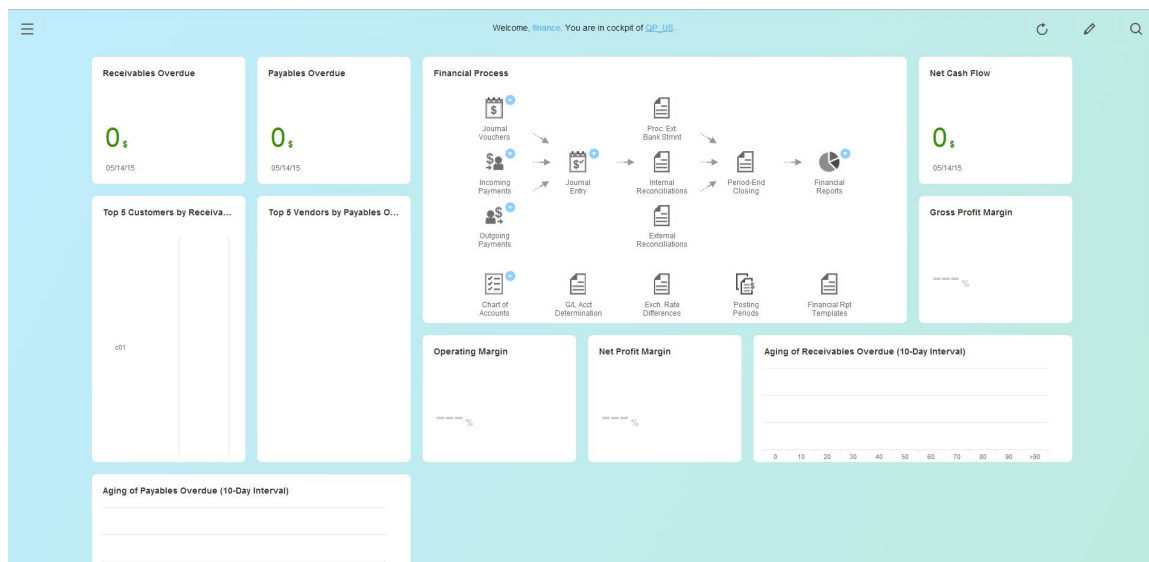 Welcome, finance. You are in cockpit of QP_US.
Receivables Overdue
0 $
05/14/15
Payables Overdue
0 $
05/14/15
Financial Process
$
Journal
Vouchers
Proc. Ext.
Bank Stmnt
$
Incoming
Payments
$
Journal
Entry
Internal
Reconciliations
Period-End
Closing
Financial
Reports
$
Outgoing
Payments
External
Reconciliations
Chart of
Accounts
G/L Acct
Determination
Exch. Rate
Differences
$
Posting
Periods
Financial Rpt
Templates
Net Cash Flow
0 $
05/14/15
Top 5 Customers by Receiva...
c01
Top 5 Vendors by Payables O...
Gross Profit Margin
--- %
Operating Margin
--- %
Net Profit Margin
--- %
Aging of Receivables Overdue (10-Day Interval)
0 10 20 30 40 50 60 70 80 90 >90
Aging of Payables Overdue (10-Day Interval)